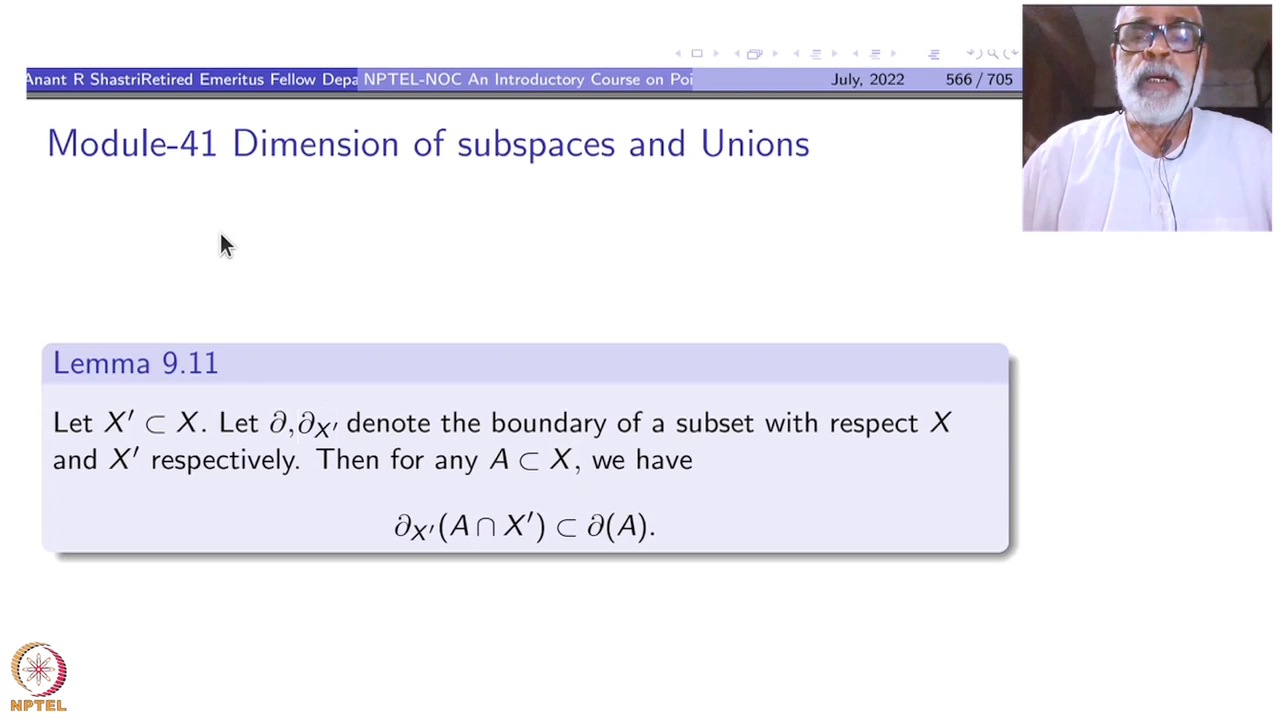 Anant R ShastriRetired Emeritus Fellow Depa NPTEL-NOC An Introductory Course on Poi July, 2022 566 / 705
Module-41 Dimension of subspaces and Unions
Lemma 9.11
Let X′ ⊂ X. Let ∂,∂_{X′} denote the boundary of a subset with respect X
and X′ respectively. Then for any A ⊂ X, we have
∂_{X′}(A ∩ X′) ⊂ ∂(A).
NPTEL